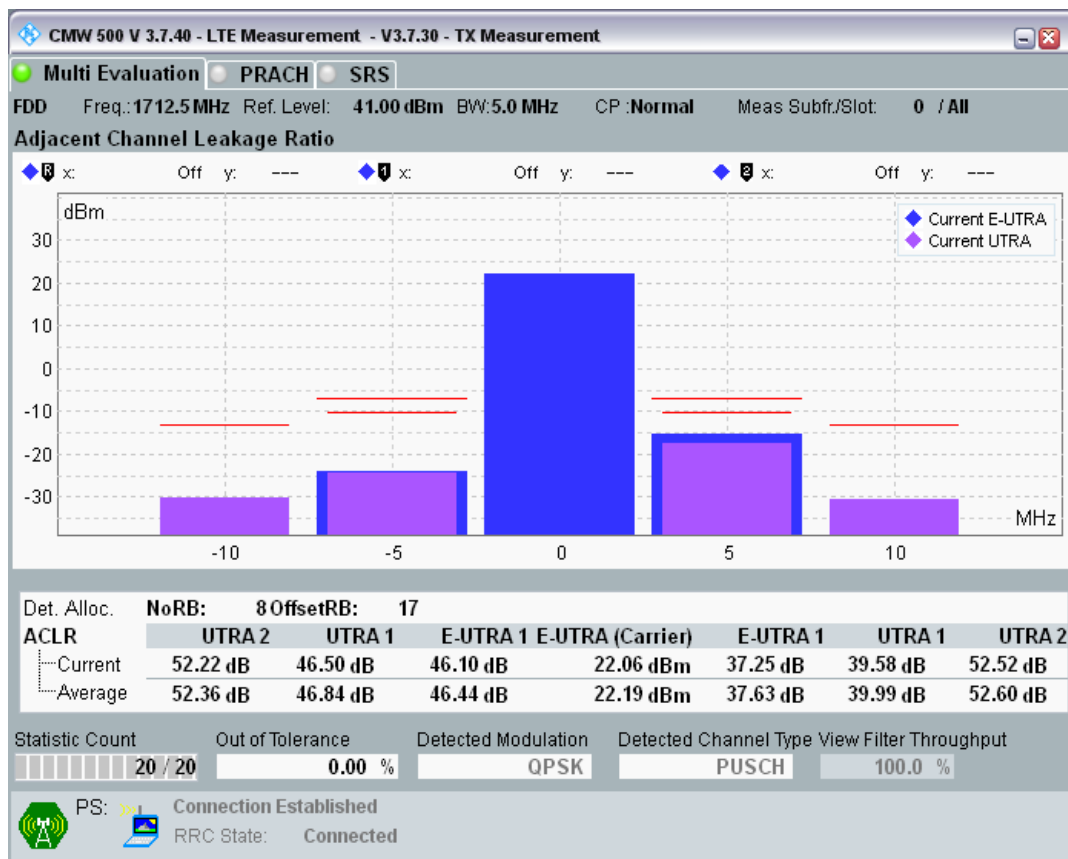 CMW 500 V 3.7.40 - LTE Measurement - V3.7.30 - TX Measurement
Multi Evaluation PRACH SRS
FDD Freq.:1712.5 MHz Ref. Level: 41.00 dBm BW:5.0 MHz CP :Normal Meas Subfr./Slot: 0 / All
Adjacent Channel Leakage Ratio
R x: Off y: --- 1 x: Off y: --- 2 x: Off y: ---
dBm
Current E-UTRA
Current UTRA
30
20
10
0
-10
-20
-30
MHz
-10 -5 0 5 10
Det. Alloc. NoRB: 8 OffsetRB: 17
ACLR UTRA 2 UTRA 1 E-UTRA 1 E-UTRA (Carrier) E-UTRA 1 UTRA 1 UTRA 2
Current 52.22 dB 46.50 dB 46.10 dB 22.06 dBm 37.25 dB 39.58 dB 52.52 dB
Average 52.36 dB 46.84 dB 46.44 dB 22.19 dBm 37.63 dB 39.99 dB 52.60 dB
Statistic Count Out of Tolerance Detected Modulation Detected Channel Type View Filter Throughput
20 / 20 0.00 % QPSK PUSCH 100.0 %
PS: Connection Established
RRC State: Connected